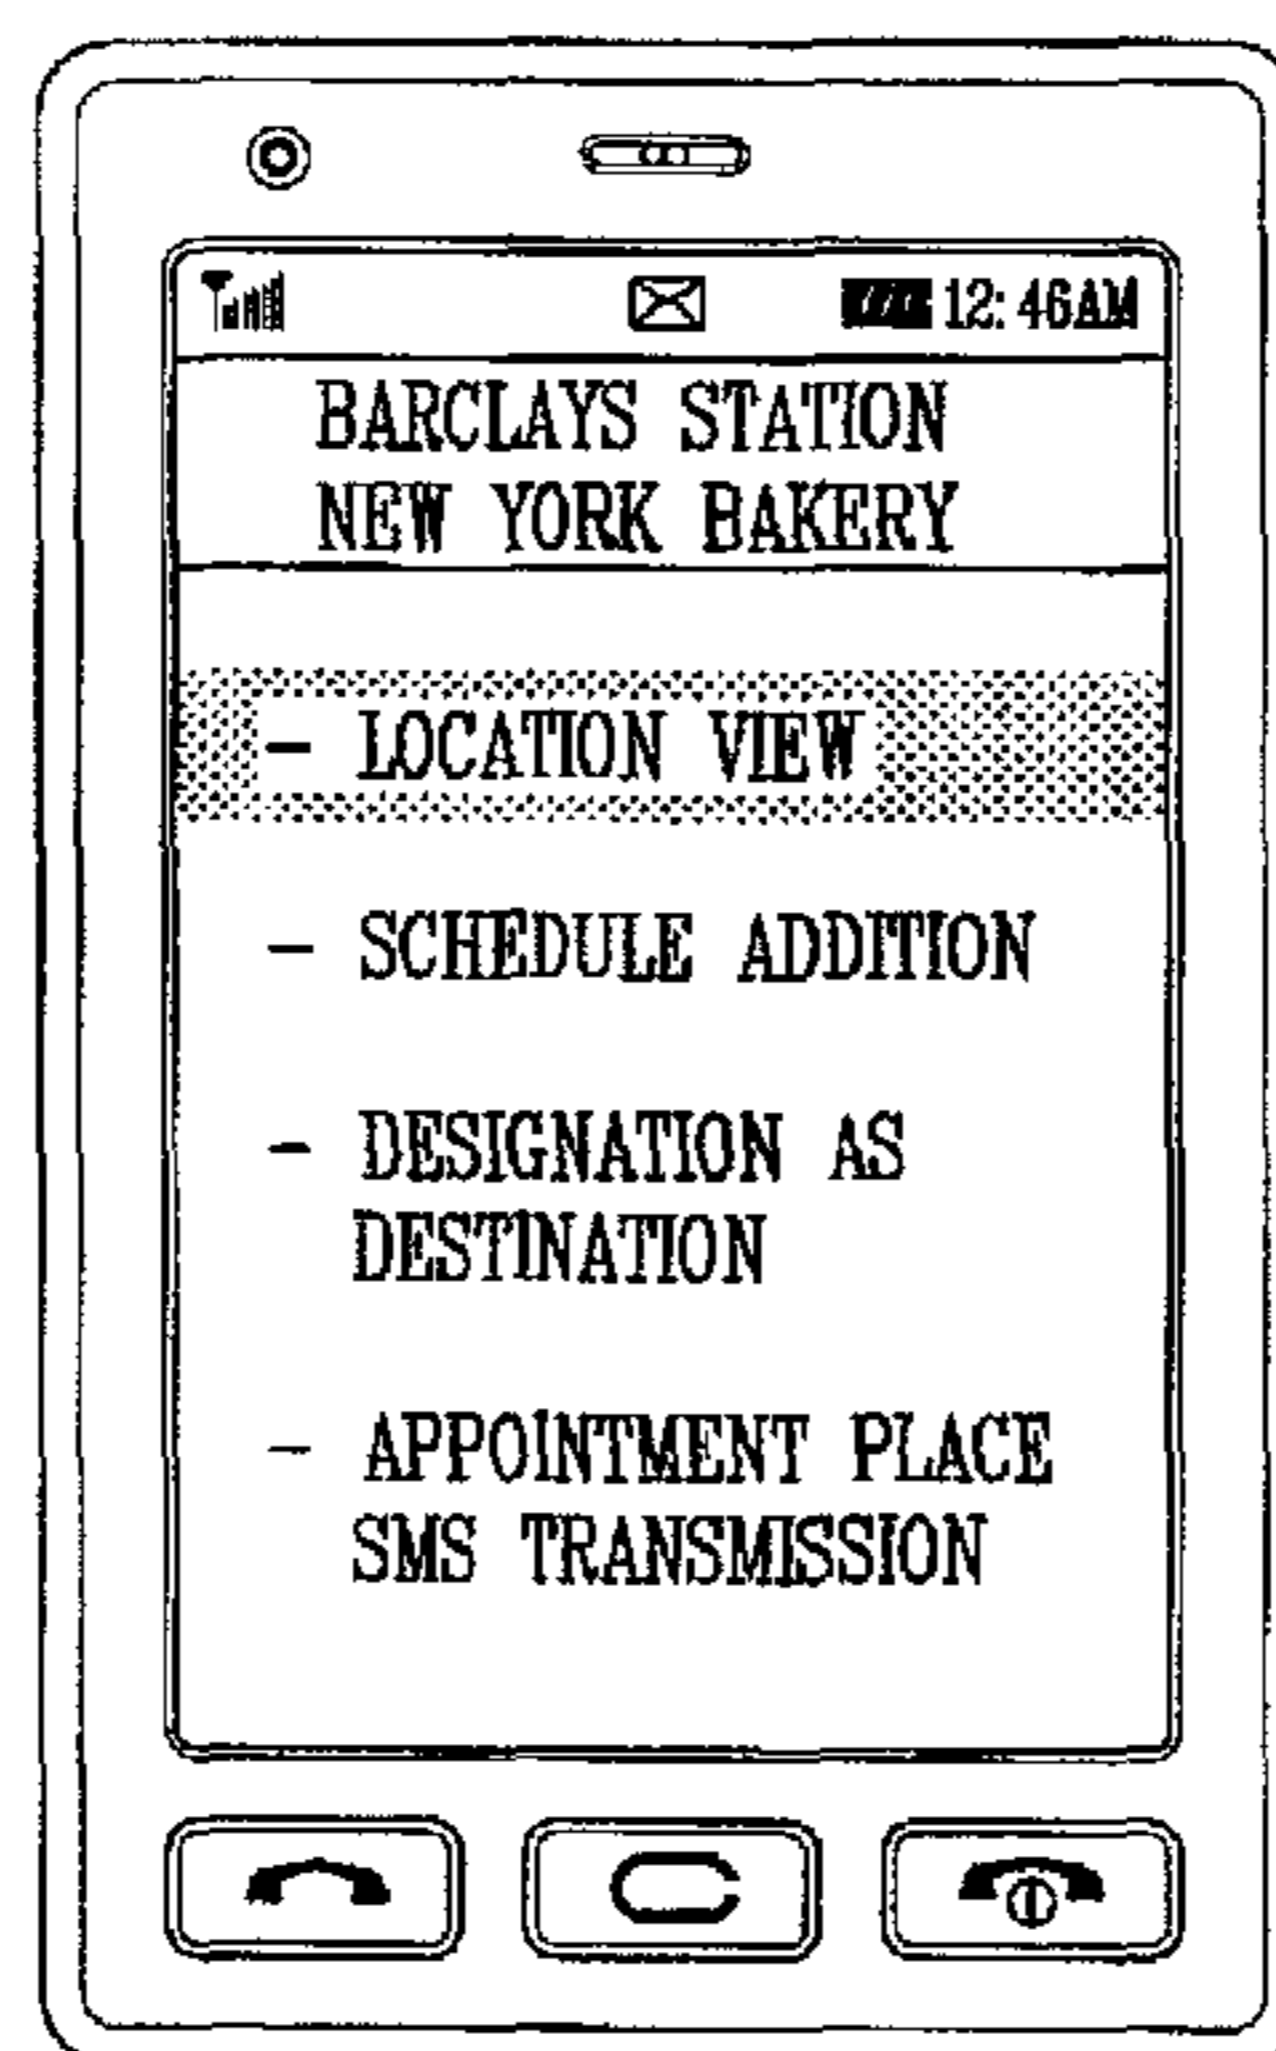 12:46AM
BARCLAYS STATION
NEW YORK BAKERY
- LOCATION VIEW
- SCHEDULE ADDITION
- DESIGNATION AS
DESTINATION
- APPOINTMENT PLACE
SMS TRANSMISSION